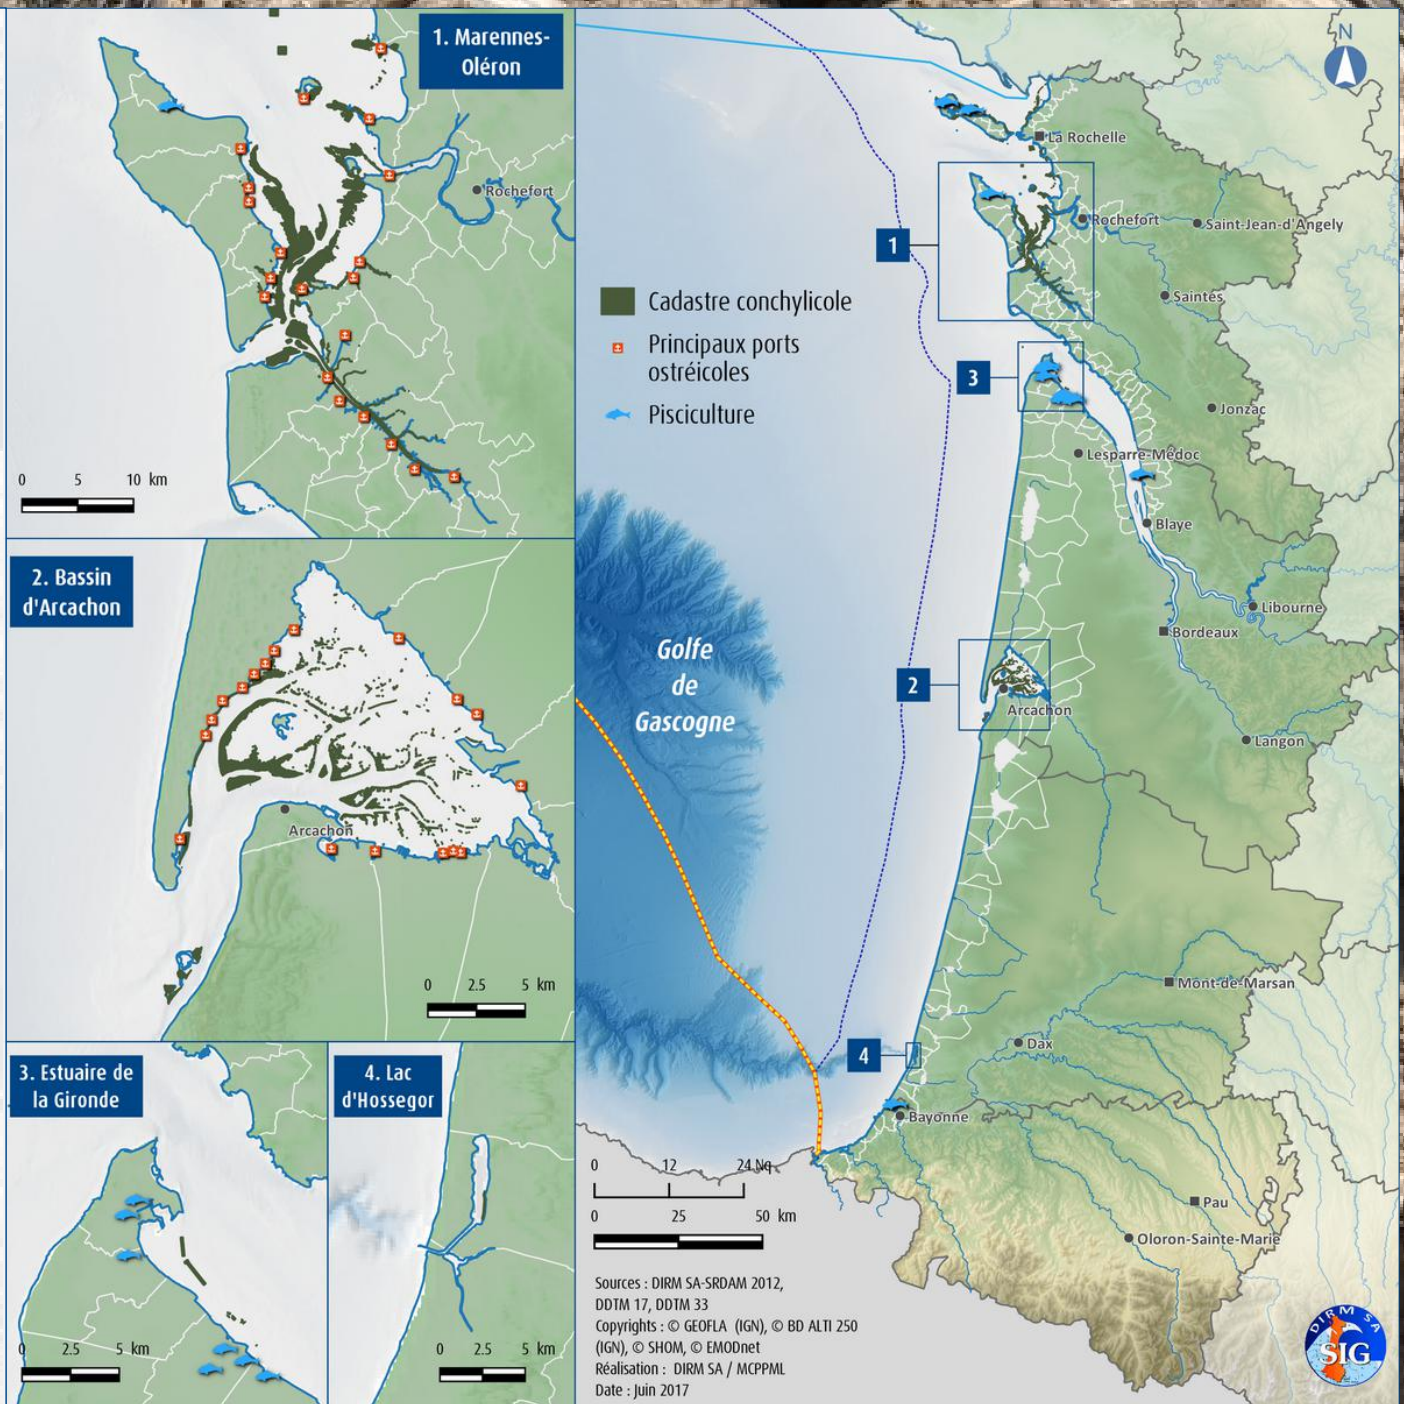 1. Marennes-
Oléron
Rochefort
0 5 10 km
2. Bassin
d'Arcachon
Arcachon
0 2.5 5 km
3. Estuaire de
la Gironde
0 2.5 5 km
4. Lac
d'Hossegor
0 2.5 5 km
N
La Rochelle
Rochefort
Saint-Jean-d'Angely
1
Saintes
Cadastre conchylicole
Principaux ports
ostréicoles
Pisciculture
3
Jonzac
Lesparre-Médoc
Blaye
Libourne
Bordeaux
Golfe
de
Gascogne
2
Arcachon
Langon
Mont-de-Marsan
Dax
4
Bayonne
0 12 24 Nq
Pau
0 25 50 km
Oloron-Sainte-Marie
Sources : DIRM SA-SRDAM 2012,
DDTM 17, DDTM 33
Copyrights : © GEOFLA (IGN), © BD ALTI 250
(IGN), © SHOM, © EMODnet
Réalisation : DIRM SA / MCPPML
Date : Juin 2017
DIRM SA
SIG